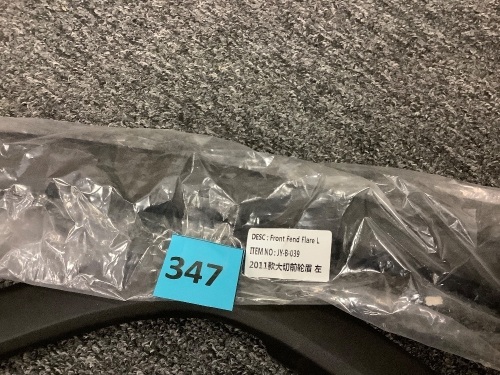 DESC : Front Fend Flare L
ITEM NO : JY-B-039
2011款大切前轮眉 左
347